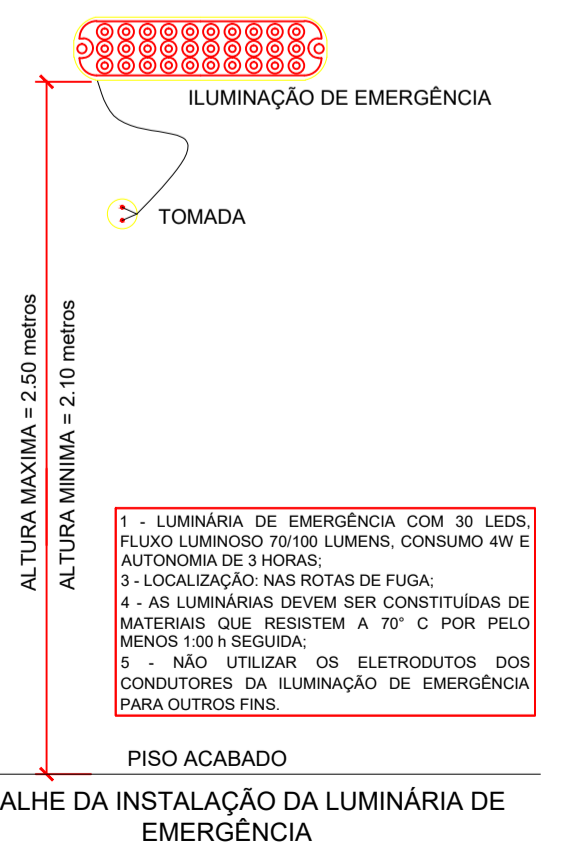 ILUMINAÇÃO DE EMERGÊNCIA
TOMADA
ALTURA MAXIMA = 2.50 metros
ALTURA MINIMA = 2.10 metros
1 - LUMINÁRIA DE EMERGÊNCIA COM 30 LEDS,
FLUXO LUMINOSO 70/100 LUMENS, CONSUMO 4W E
AUTONOMIA DE 3 HORAS;
3 - LOCALIZAÇÃO: NAS ROTAS DE FUGA;
4 - AS LUMINÁRIAS DEVEM SER CONSTITUÍDAS DE
MATERIAIS QUE RESISTEM A 70° C POR PELO
MENOS 1:00 h SEGUIDA;
5 - NÃO UTILIZAR OS ELETRODUTOS DOS
CONDUTORES DA ILUMINAÇÃO DE EMERGÊNCIA
PARA OUTROS FINS.
PISO ACABADO
ALHE DA INSTALAÇÃO DA LUMINÁRIA DE
EMERGÊNCIA